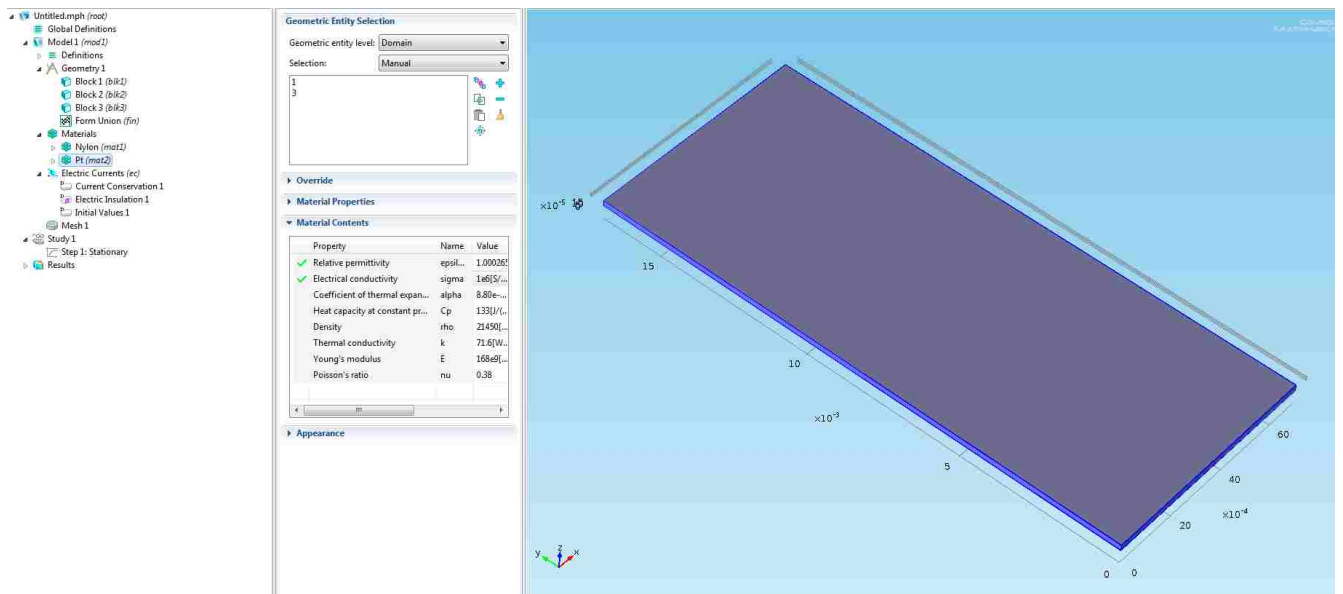 Untitled.mph (root)
Global Definitions
Model 1 (mod1)
Definitions
Geometry 1
Block 1 (blk1)
Block 2 (blk2)
Block 3 (blk3)
Form Union (fin)
Materials
Nylon (mat1)
Pt (mat2)
Electric Currents (ec)
Current Conservation 1
Electric Insulation 1
Initial Values 1
Mesh 1
Study 1
Step 1: Stationary
Results
Geometric Entity Selection
Geometric entity level: Domain
Selection: Manual
1
3
Override
Material Properties
Material Contents
Property Name Value
Relative permittivity epsil... 1.000265
Electrical conductivity sigma 1e6[S/...
Coefficient of thermal expan... alpha 8.80e-...
Heat capacity at constant pr... Cp 133[J/(...
Density rho 21450[...
Thermal conductivity k 71.6[W...
Young's modulus E 168e9[...
Poisson's ratio nu 0.38
Appearance
×10⁻⁵
15
10
×10⁻³
5
60
40
×10⁻⁴
20
0 0
y z x